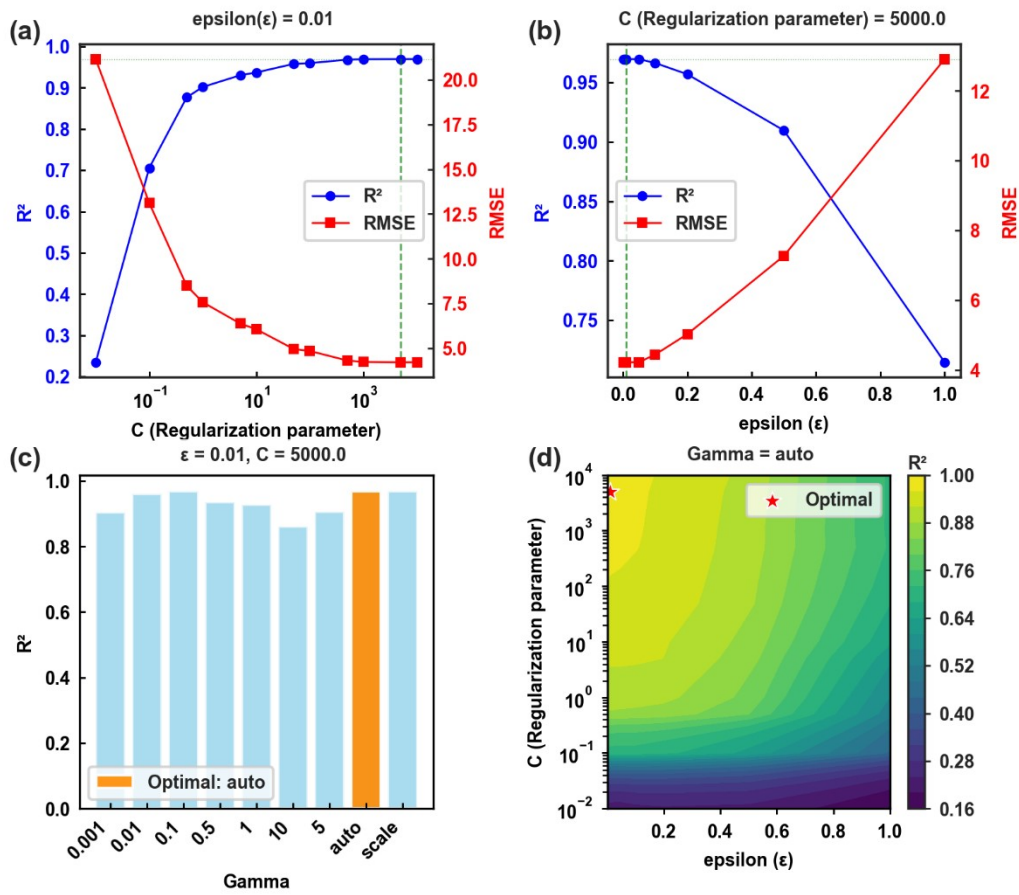 (a)
epsilon(ε) = 0.01
1.0
0.9
0.8
0.7
0.6
0.5
0.4
0.3
0.2
R²
20.0
17.5
15.0
12.5
10.0
7.5
5.0
RMSE
R²
RMSE
10⁻¹
10¹
10³
C (Regularization parameter)
(b)
C (Regularization parameter) = 5000.0
0.95
0.90
0.85
0.80
0.75
R²
12
10
8
6
4
RMSE
R²
RMSE
0.0
0.2
0.4
0.6
0.8
1.0
epsilon (ε)
(c)
ε = 0.01, C = 5000.0
1.0
0.8
0.6
0.4
0.2
0.0
R²
Optimal: auto
0.001
0.01
0.1
0.5
1
10
5
auto
scale
Gamma
(d)
Gamma = auto
10⁴
10³
10²
10¹
10⁰
10⁻¹
10⁻²
C (Regularization parameter)
Optimal
0.2
0.4
0.6
0.8
1.0
epsilon (ε)
R²
1.00
0.88
0.76
0.64
0.52
0.40
0.28
0.16